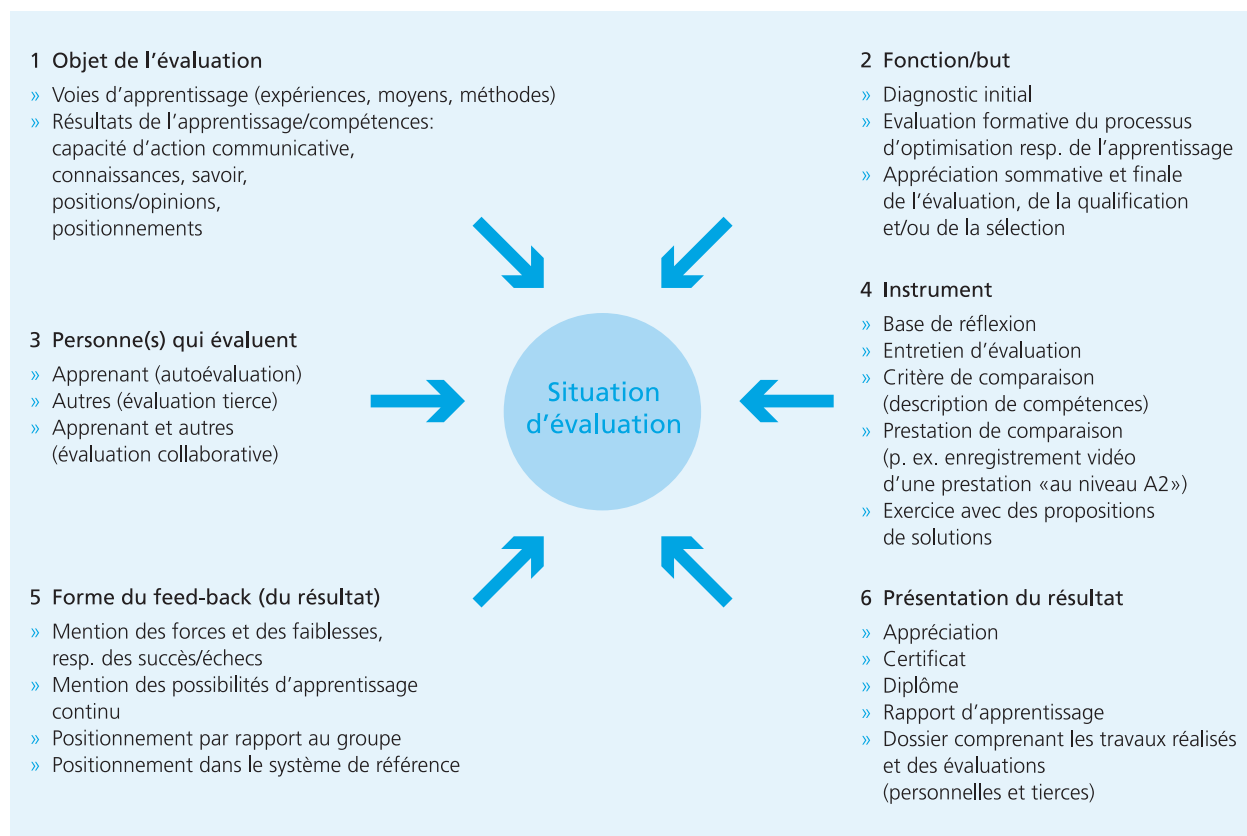 1 Objet de l'évaluation
» Voies d'apprentissage (expériences, moyens, méthodes)
» Résultats de l'apprentissage/compétences:
capacité d'action communicative,
connaissances, savoir,
positions/opinions,
positionnements
2 Fonction/but
» Diagnostic initial
» Evaluation formative du processus
d'optimisation resp. de l'apprentissage
» Appréciation sommative et finale
de l'évaluation, de la qualification
et/ou de la sélection
3 Personne(s) qui évaluent
» Apprenant (autoévaluation)
» Autres (évaluation tierce)
» Apprenant et autres
(évaluation collaborative)
Situation
d'évaluation
4 Instrument
» Base de réflexion
» Entretien d'évaluation
» Critère de comparaison
(description de compétences)
» Prestation de comparaison
(p. ex. enregistrement vidéo
d'une prestation «au niveau A2»)
» Exercice avec des propositions
de solutions
5 Forme du feed-back (du résultat)
» Mention des forces et des faiblesses,
resp. des succès/échecs
» Mention des possibilités d'apprentissage
continu
» Positionnement par rapport au groupe
» Positionnement dans le système de référence
6 Présentation du résultat
» Appréciation
» Certificat
» Diplôme
» Rapport d'apprentissage
» Dossier comprenant les travaux réalisés
et des évaluations
(personnelles et tierces)